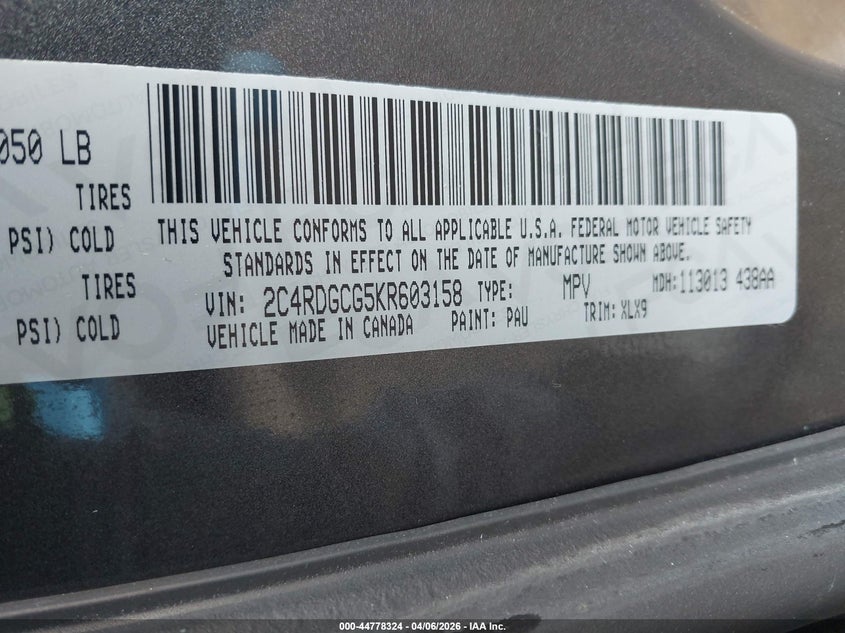 050 LB
TIRES
PSI) COLD
TIRES
PSI) COLD
THIS VEHICLE CONFORMS TO ALL APPLICABLE U.S.A. FEDERAL MOTOR VEHICLE SAFETY
STANDARDS IN EFFECT ON THE DATE OF MANUFACTURE SHOWN ABOVE.
VIN: 2C4RDGCG5KR603158 TYPE: MPV MDH: 113013 438AA
VEHICLE MADE IN CANADA PAINT: PAU TRIM: XLX9
000-44778324 - 04/06/2026 - IAA Inc.